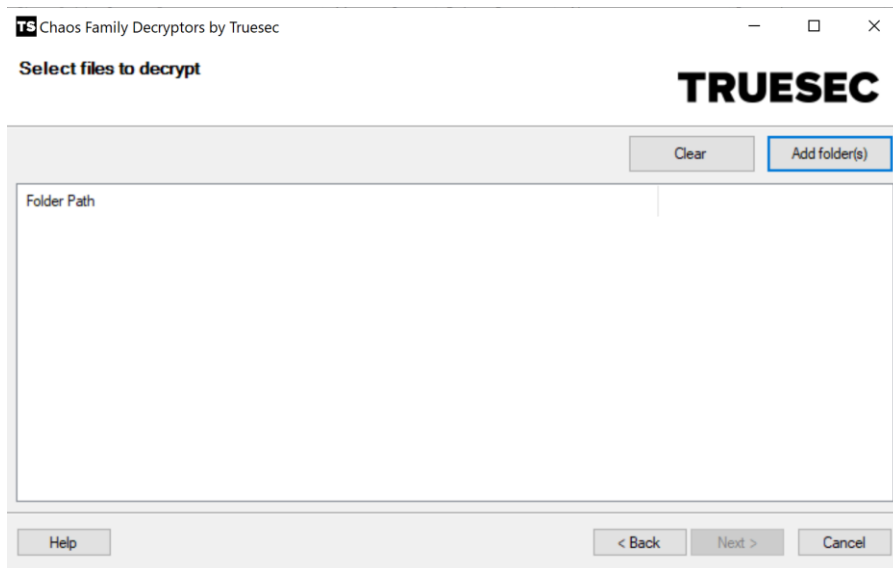 TS Chaos Family Decryptors by Truesec
Select files to decrypt
TRUESEC
Clear
Add folder(s)
Folder Path
Help
< Back
Next >
Cancel